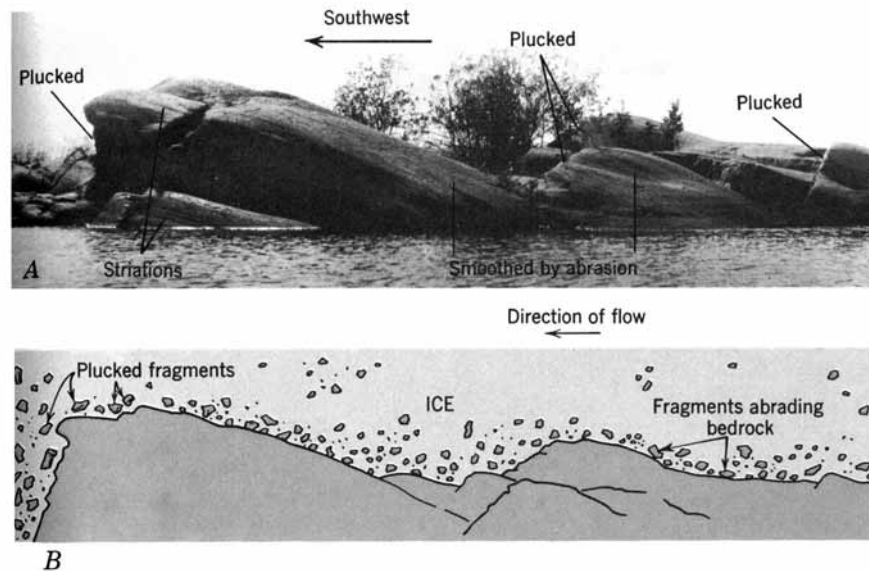 Southwest
Plucked
Plucked
Plucked
Striations
Smoothed by abrasion
A
Direction of flow
Plucked fragments
ICE
Fragments abrading
bedrock
B